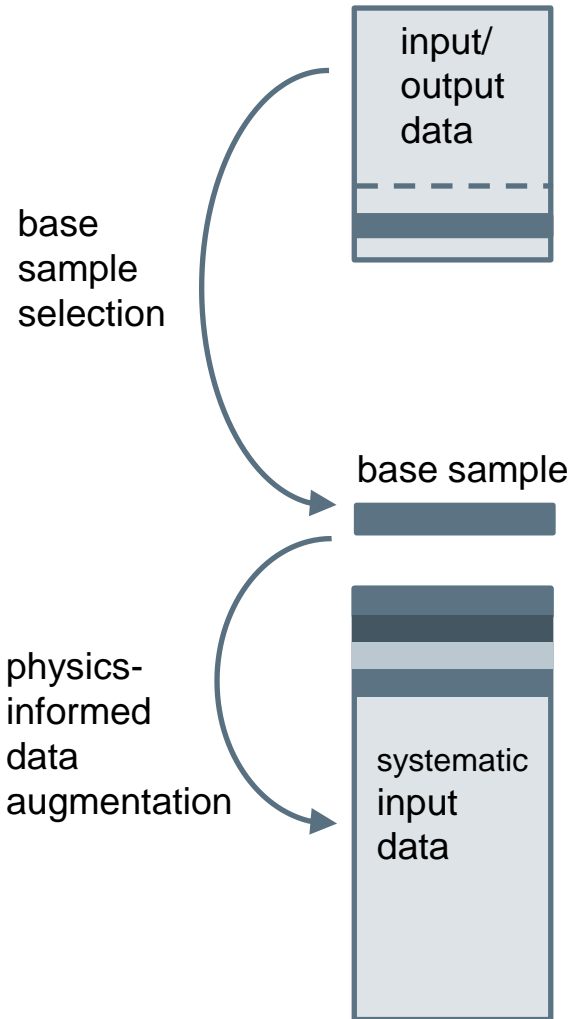 input/
output
data
base
sample
selection
base sample
physics-
informed
data
augmentation
systematic
input
data